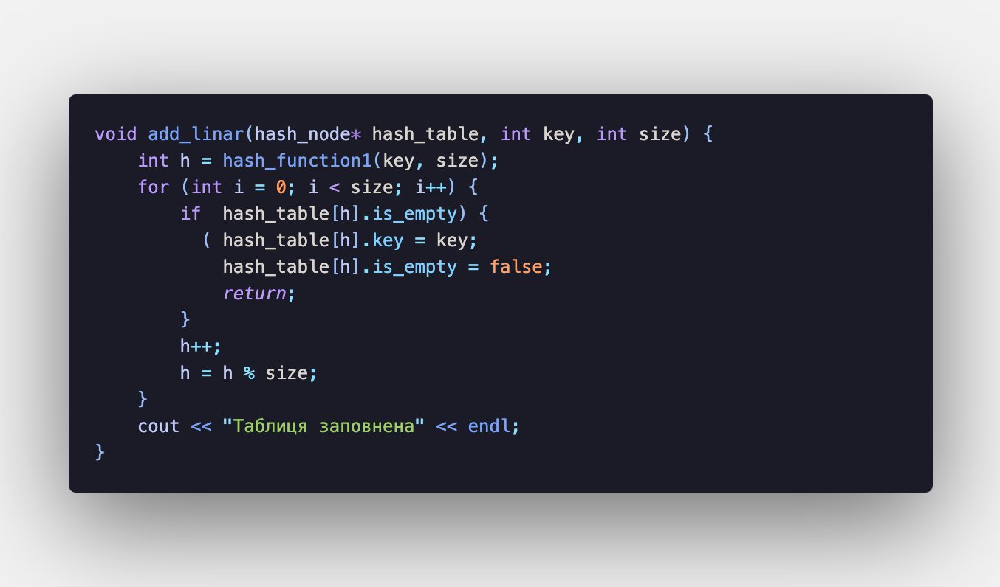 void add_linar(hash_node* hash_table, int key, int size) {
    int h = hash_function1(key, size);
    for (int i = 0; i < size; i++) {
        if  hash_table[h].is_empty) {
          ( hash_table[h].key = key;
            hash_table[h].is_empty = false;
            return;
        }
        h++;
        h = h % size;
    }
    cout << "Таблиця заповнена" << endl;
}